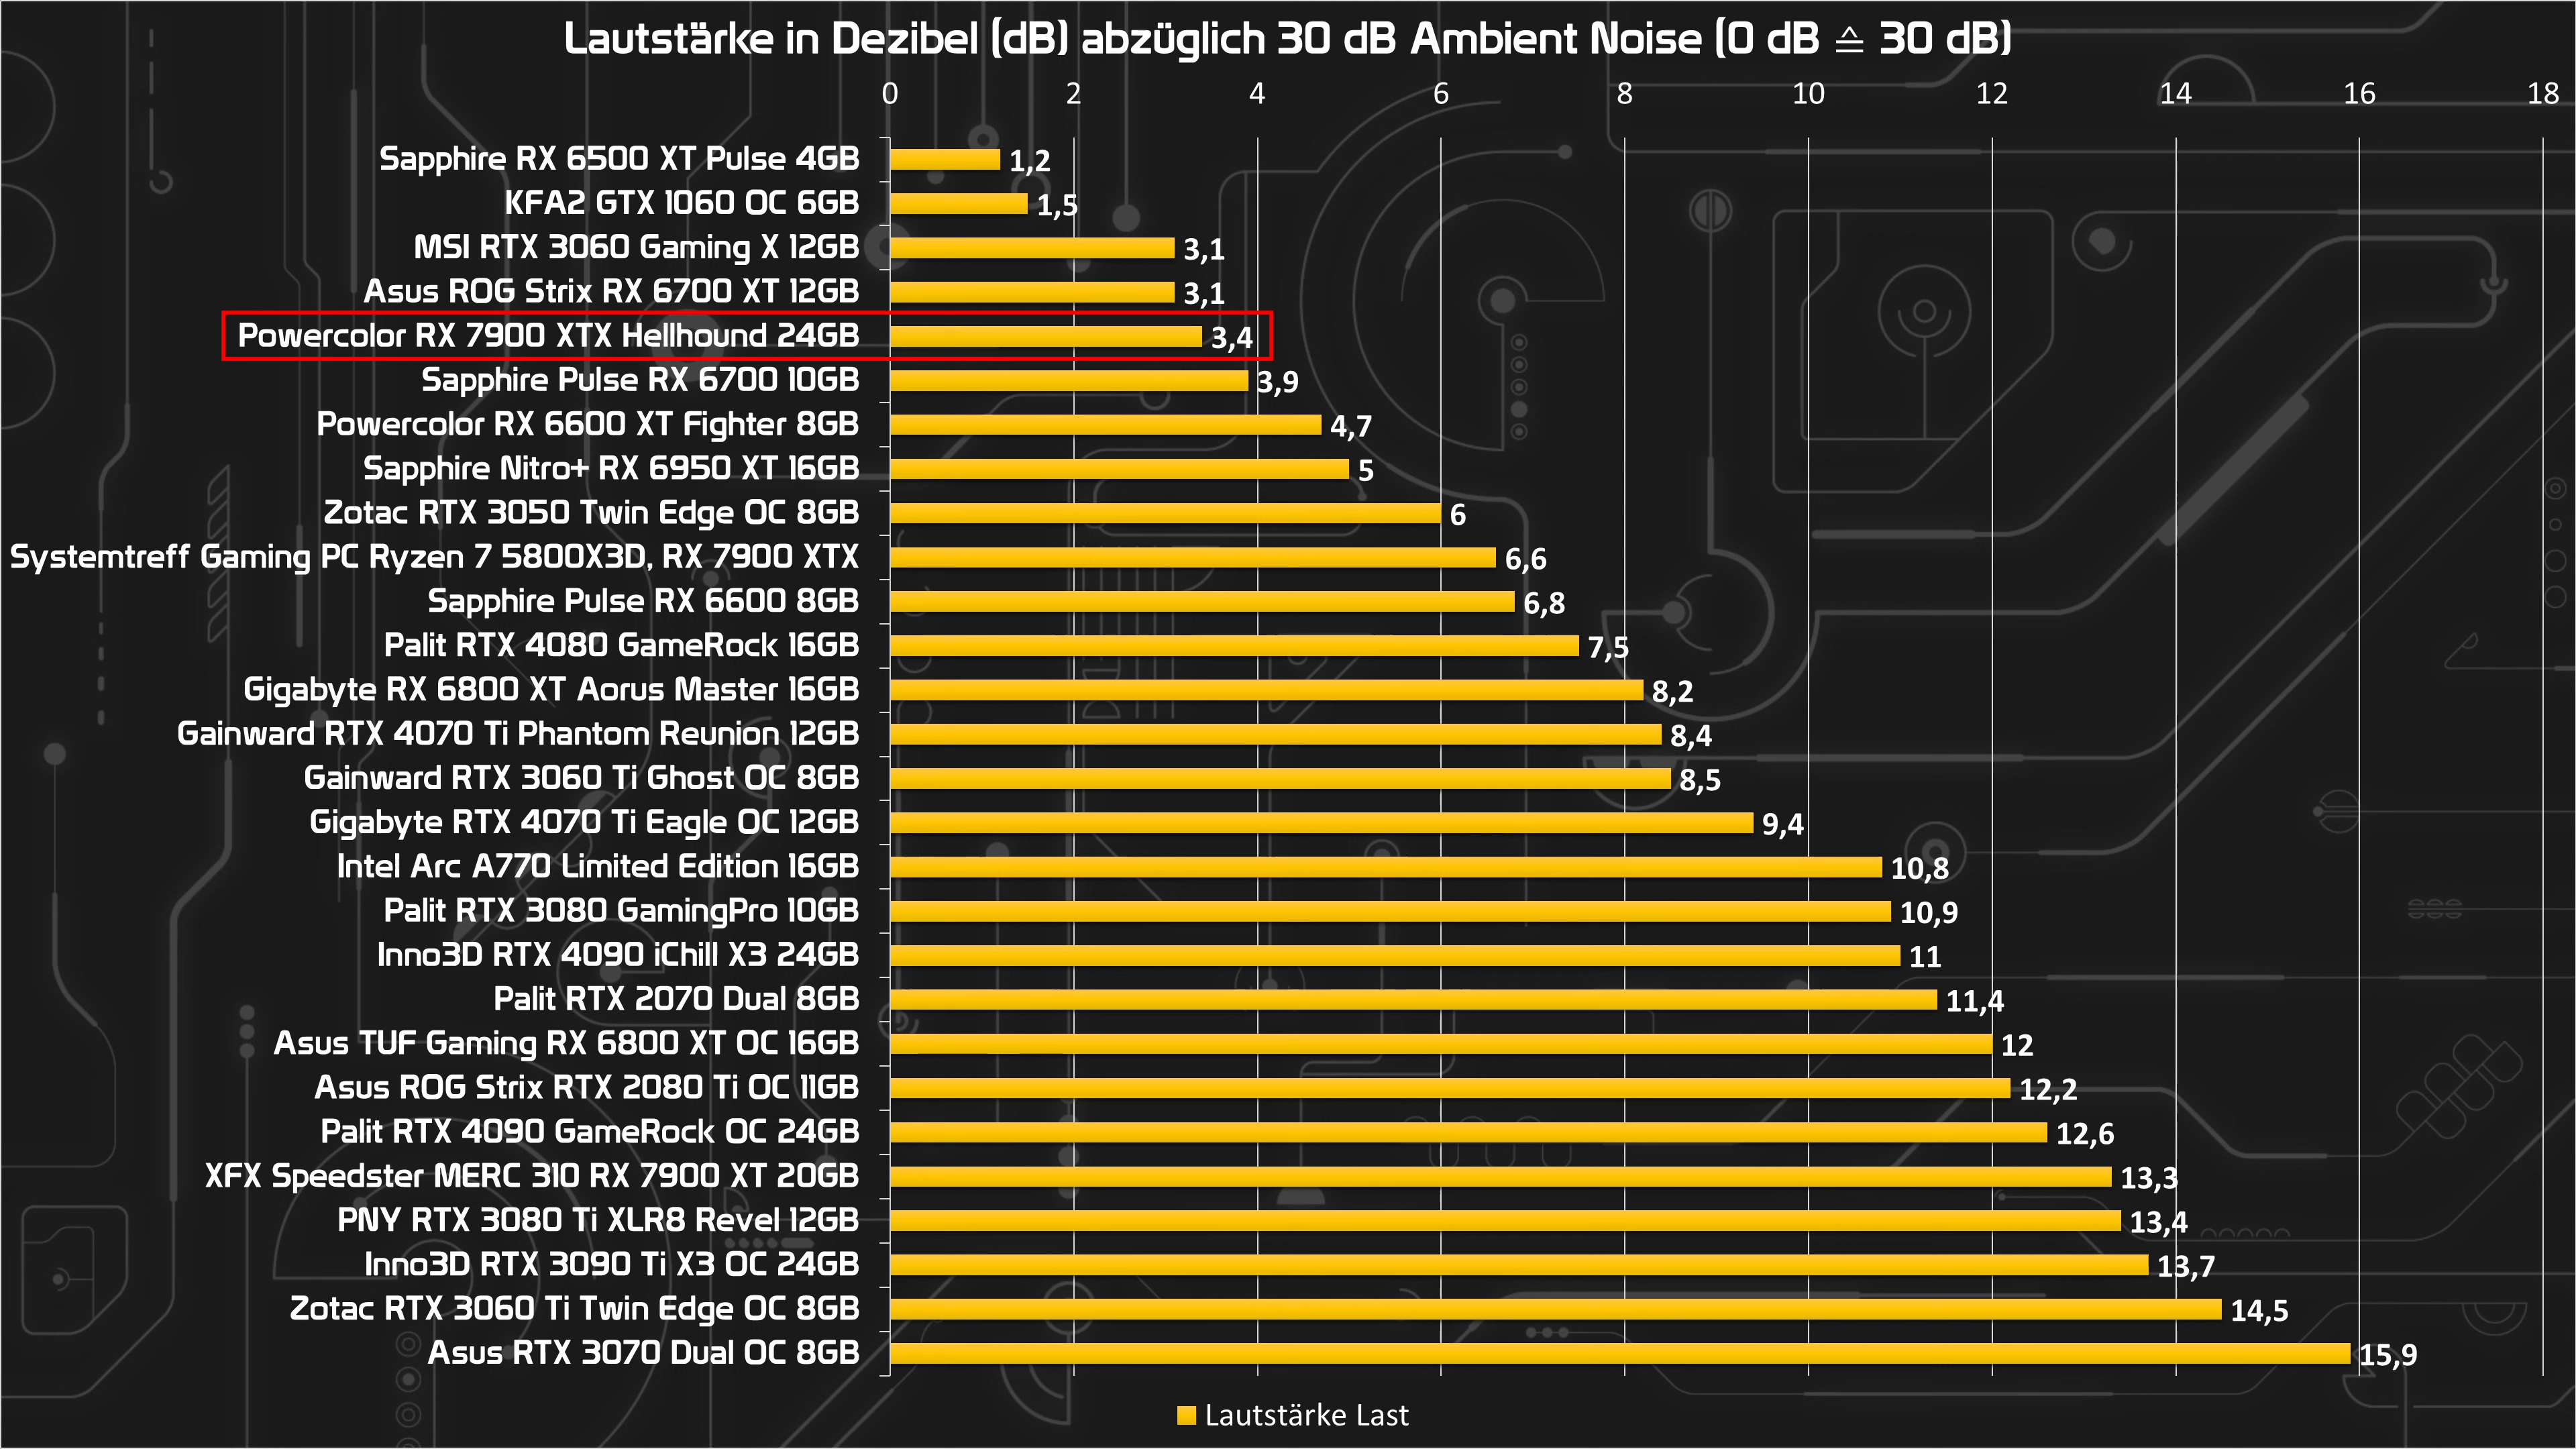 Lautstärke in Dezibel (dB) abzüglich 30 dB Ambient Noise (0 dB ≙ 30 dB)
0 2 4 6 8 10 12 14 16 18
Sapphire RX 6500 XT Pulse 4GB 1,2
KFA2 GTX 1060 OC 6GB 1,5
MSI RTX 3060 Gaming X 12GB 3,1
Asus ROG Strix RX 6700 XT 12GB 3,1
Powercolor RX 7900 XTX Hellhound 24GB 3,4
Sapphire Pulse RX 6700 10GB 3,9
Powercolor RX 6600 XT Fighter 8GB 4,7
Sapphire Nitro+ RX 6950 XT 16GB 5
Zotac RTX 3050 Twin Edge OC 8GB 6
Systemtreff Gaming PC Ryzen 7 5800X3D, RX 7900 XTX 6,6
Sapphire Pulse RX 6600 8GB 6,8
Palit RTX 4080 GameRock 16GB 7,5
Gigabyte RX 6800 XT Aorus Master 16GB 8,2
Gainward RTX 4070 Ti Phantom Reunion 12GB 8,4
Gainward RTX 3060 Ti Ghost OC 8GB 8,5
Gigabyte RTX 4070 Ti Eagle OC 12GB 9,4
Intel Arc A770 Limited Edition 16GB 10,8
Palit RTX 3080 GamingPro 10GB 10,9
Inno3D RTX 4090 iChill X3 24GB 11
Palit RTX 2070 Dual 8GB 11,4
Asus TUF Gaming RX 6800 XT OC 16GB 12
Asus ROG Strix RTX 2080 Ti OC 11GB 12,2
Palit RTX 4090 GameRock OC 24GB 12,6
XFX Speedster MERC 310 RX 7900 XT 20GB 13,3
PNY RTX 3080 Ti XLR8 Revel 12GB 13,4
Inno3D RTX 3090 Ti X3 OC 24GB 13,7
Zotac RTX 3060 Ti Twin Edge OC 8GB 14,5
Asus RTX 3070 Dual OC 8GB 15,9
Lautstärke Last